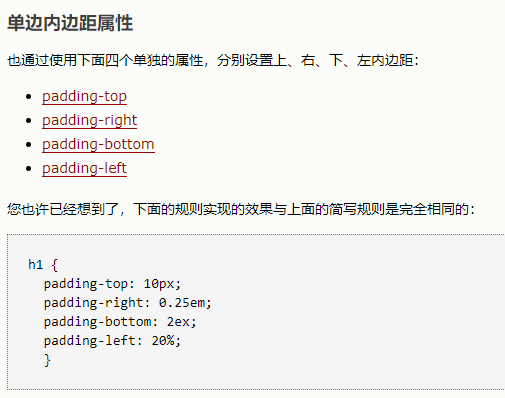 单边内边距属性
也通过使用下面四个单独的属性，分别设置上、右、下、左内边距：
padding-top
padding-right
padding-bottom
padding-left
您也许已经想到了，下面的规则实现的效果与上面的简写规则是完全相同的：
h1 {
  padding-top: 10px;
  padding-right: 0.25em;
  padding-bottom: 2ex;
  padding-left: 20%;
  }